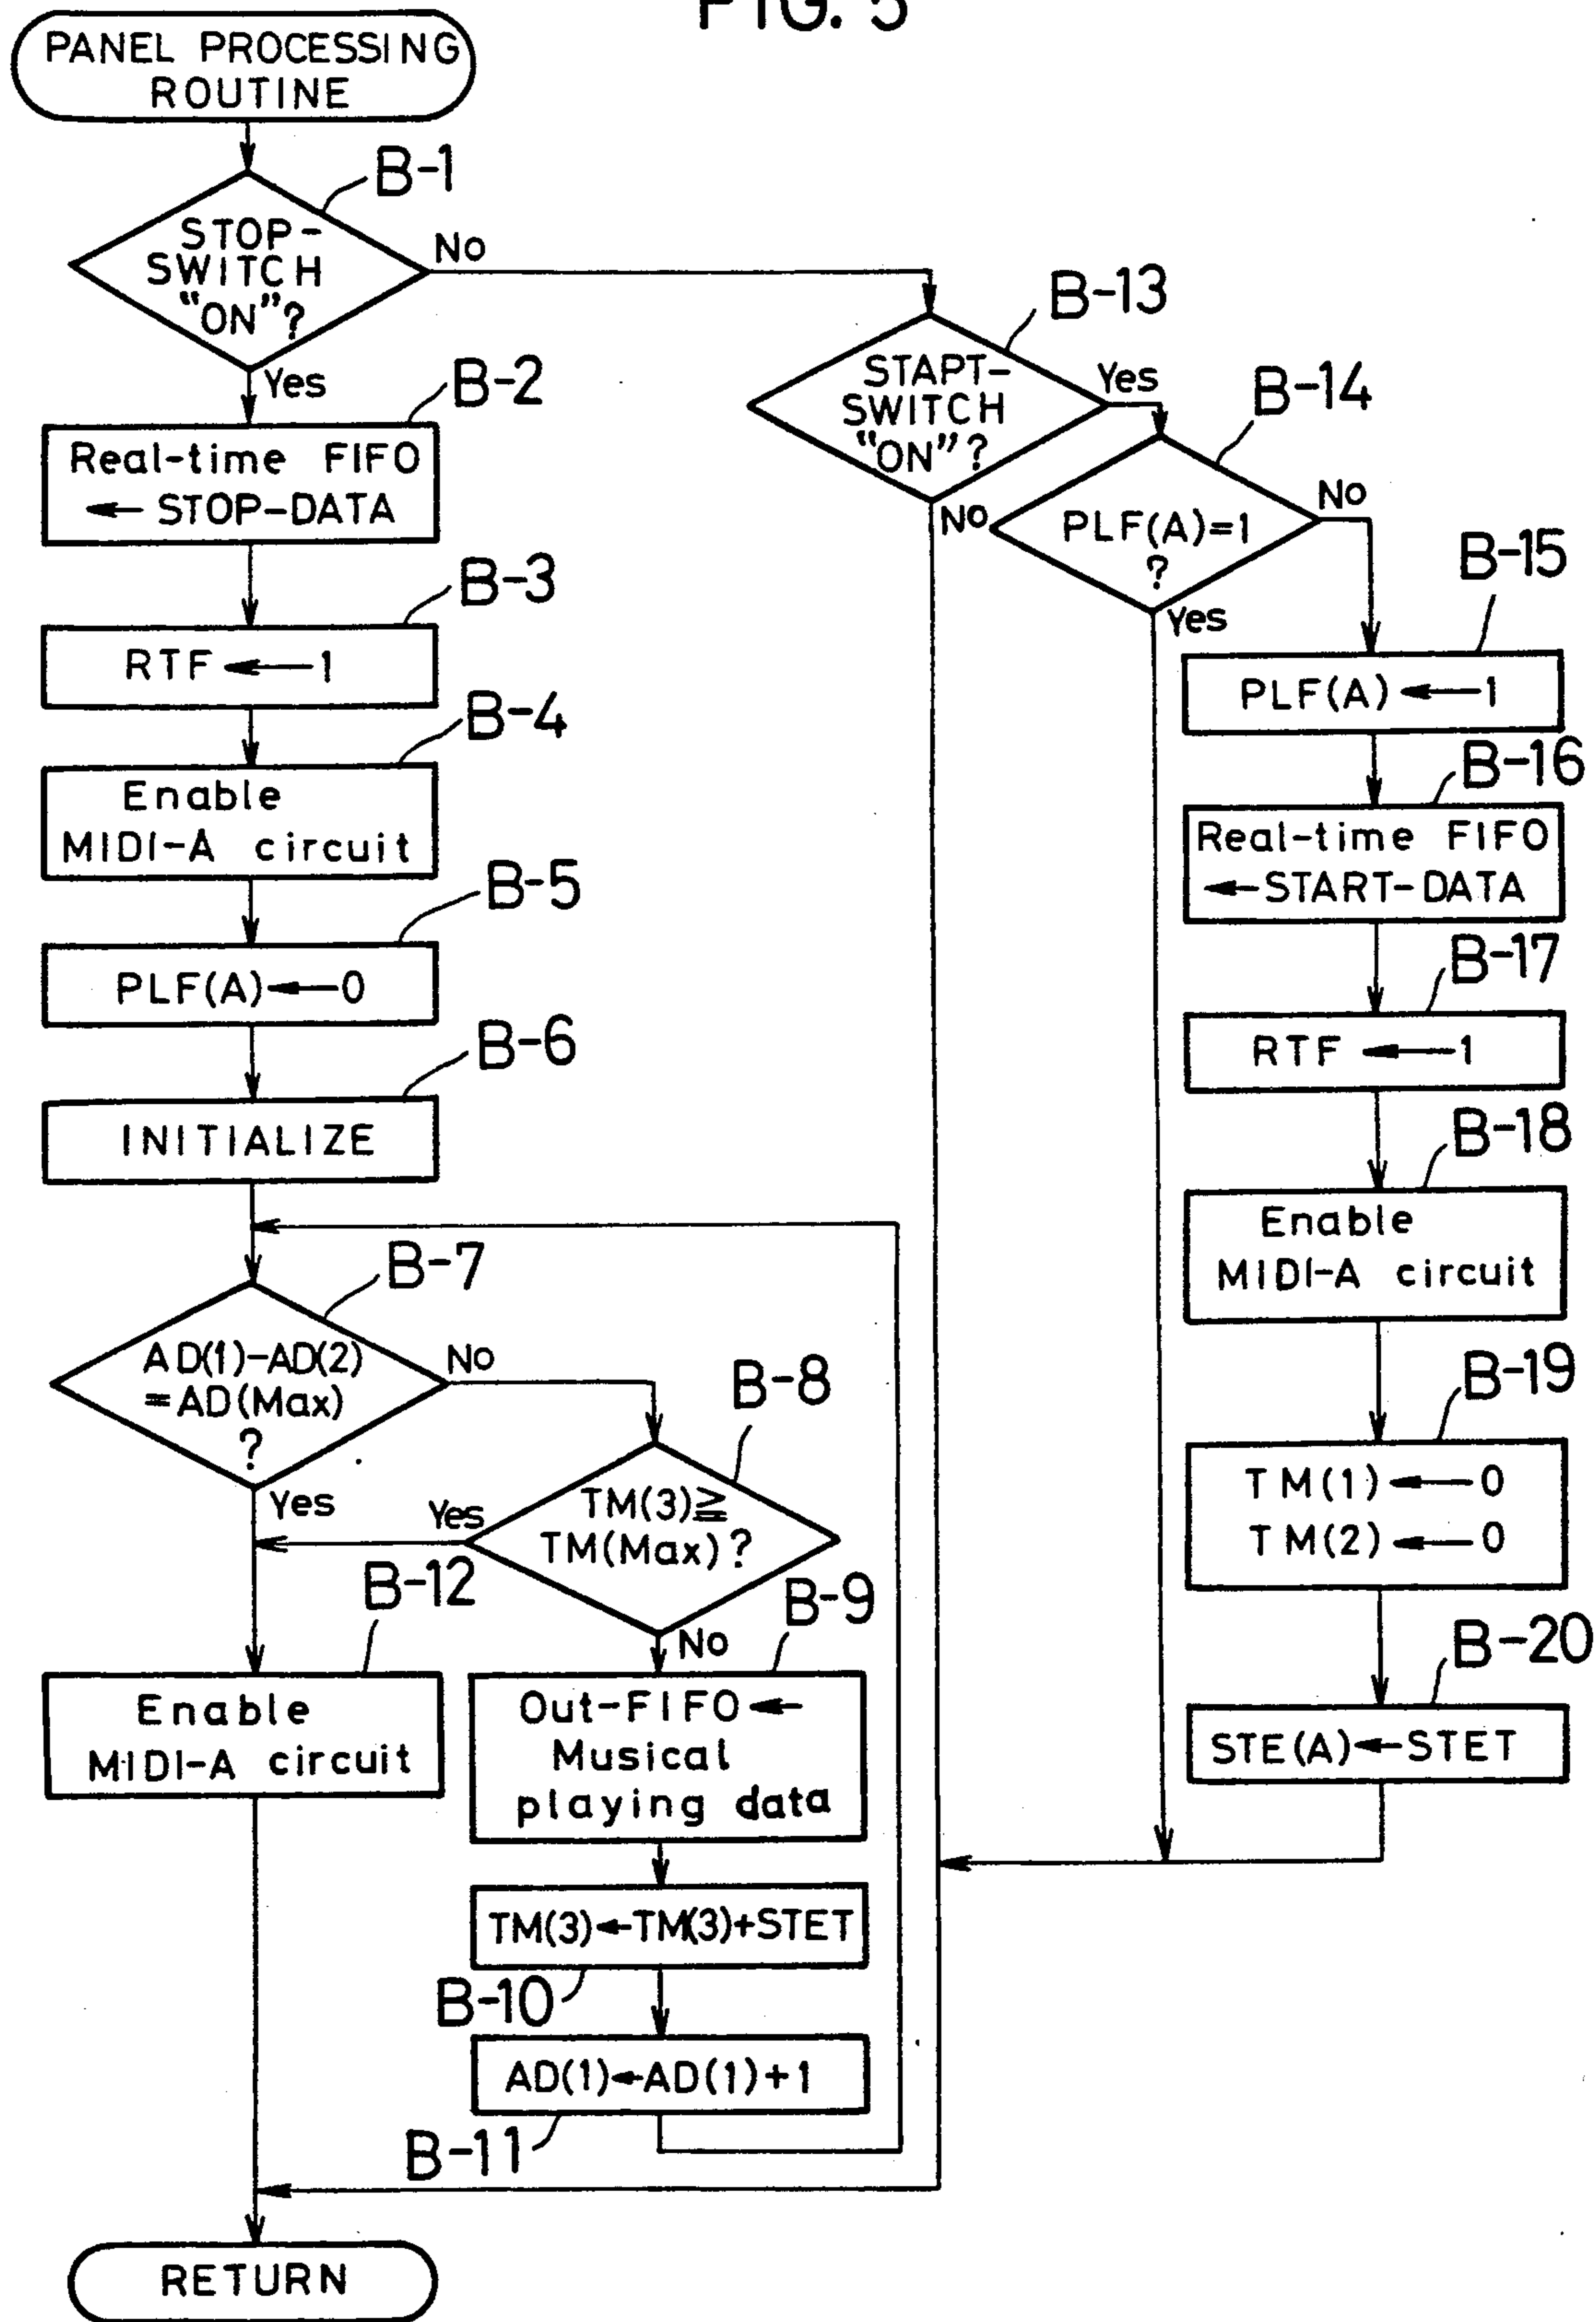 FIG. 5
PANEL PROCESSING
ROUTINE
B-1
STOP-
SWITCH
"ON"?
No
Yes
B-2
Real-time FIFO
← STOP-DATA
B-3
RTF ← 1
B-4
Enable
MIDI-A circuit
B-5
PLF(A) ← 0
B-6
INITIALIZE
B-7
AD(1)-AD(2)
=AD(Max)
?
No
Yes
B-8
TM(3)≧
TM(Max)?
Yes
No
B-9
Out-FIFO ←
Musical
playing data
TM(3)←TM(3)+STET
B-10
AD(1)←AD(1)+1
B-11
B-12
Enable
MIDI-A circuit
B-13
STAPT-
SWITCH
"ON"?
Yes
No
B-14
PLF(A)=1
?
No
Yes
B-15
PLF(A) ← 1
B-16
Real-time FIFO
← START-DATA
B-17
RTF ← 1
B-18
Enable
MIDI-A circuit
B-19
TM(1) ← 0
TM(2) ← 0
B-20
STE(A)←STET
RETURN